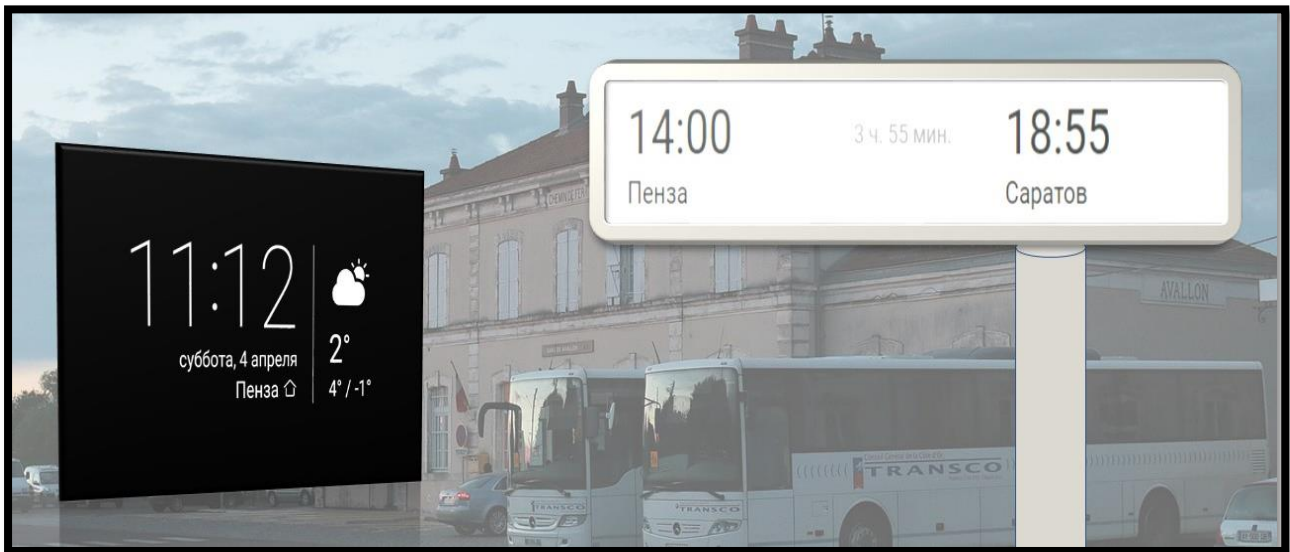 11:12
суббота, 4 апреля
Пенза
2°
4° / -1°
14:00
3 ч. 55 мин.
18:55
Пенза
Саратов
AVALLON
TRANSCO
TRANSCO
TRANSCO